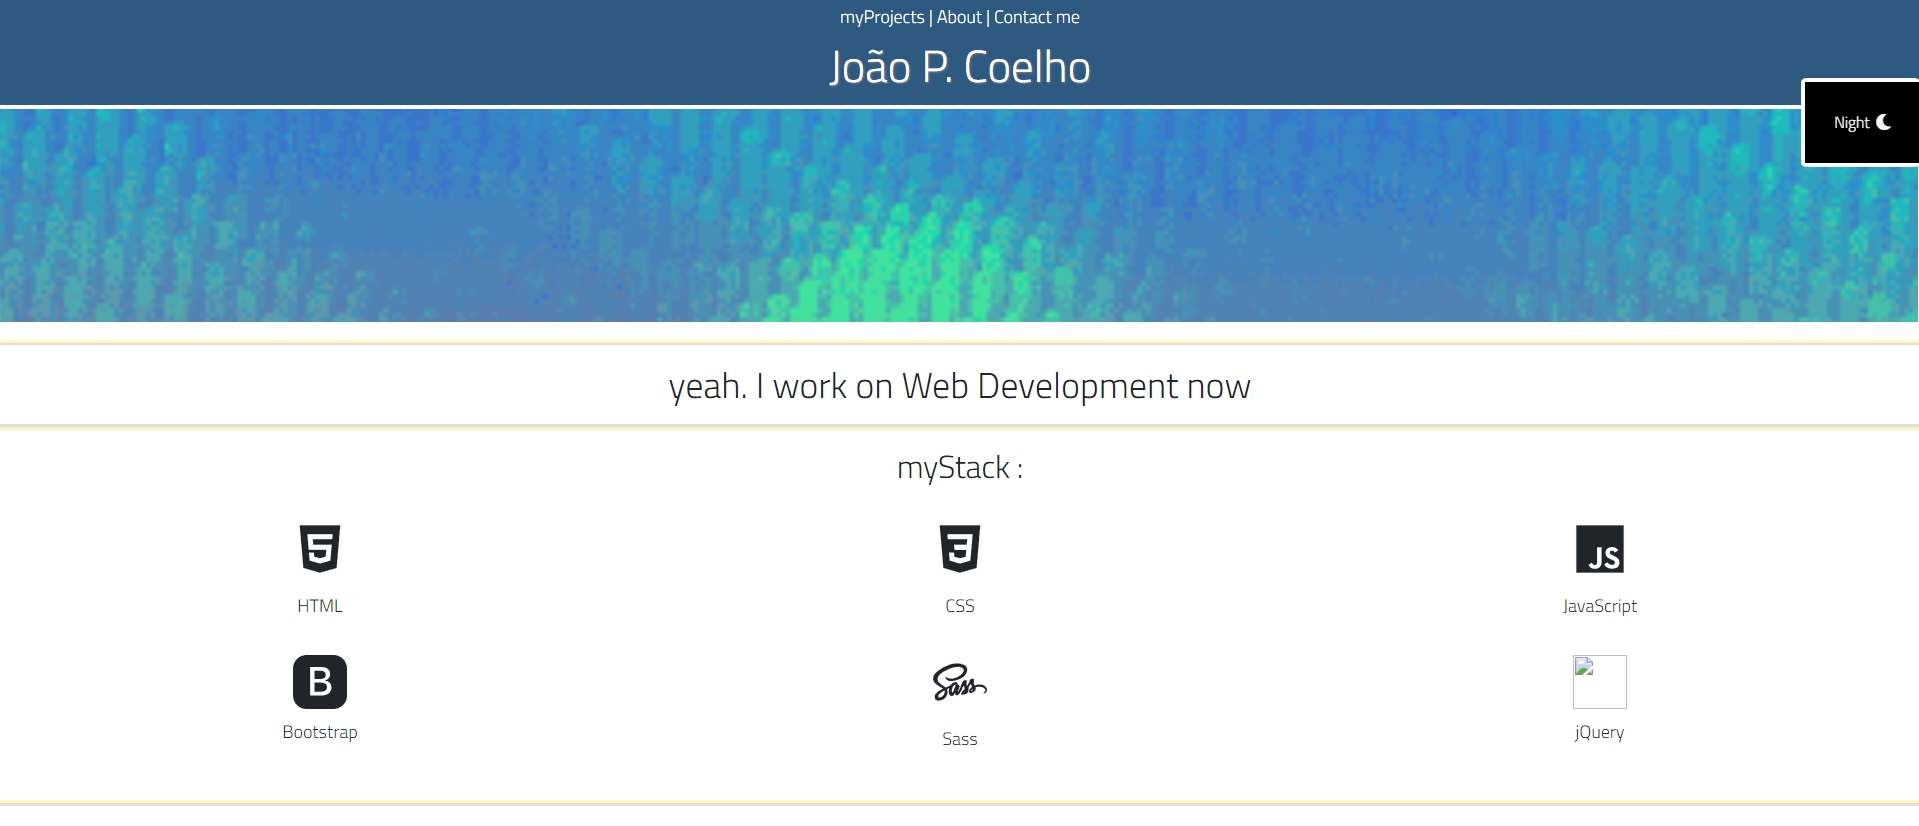 myProjects | About | Contact me
João P. Coelho
Night
yeah. I work on Web Development now
myStack :
5
3
JS
HTML
CSS
JavaScript
B
Sass
Bootstrap
Sass
jQuery